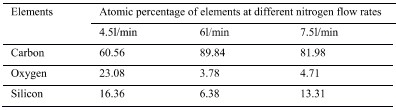 Elements Atomic percentage of elements at different nitrogen flow rates
4.5l/min 6l/min 7.5l/min
Carbon 60.56 89.84 81.98
Oxygen 23.08 3.78 4.71
Silicon 16.36 6.38 13.31